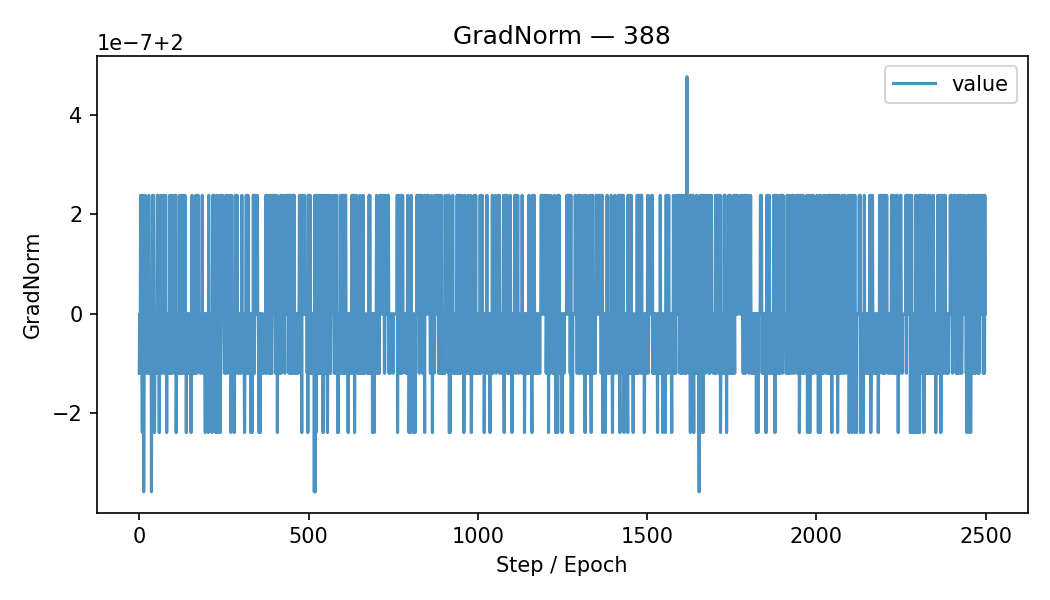 GradNorm — 388
1e−7+2
value
4
2
0
−2
GradNorm
0
500
1000
1500
2000
2500
Step / Epoch